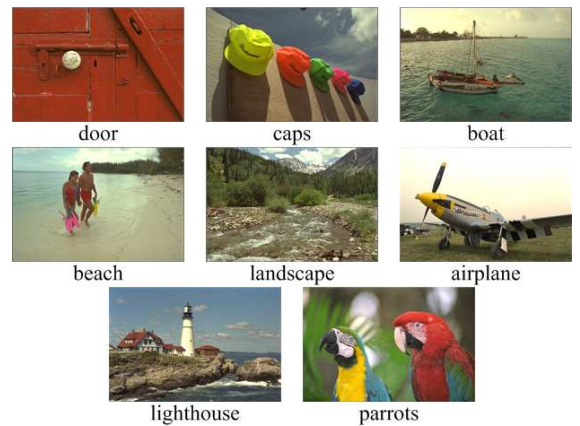 door
caps
boat
beach
landscape
airplane
lighthouse
parrots